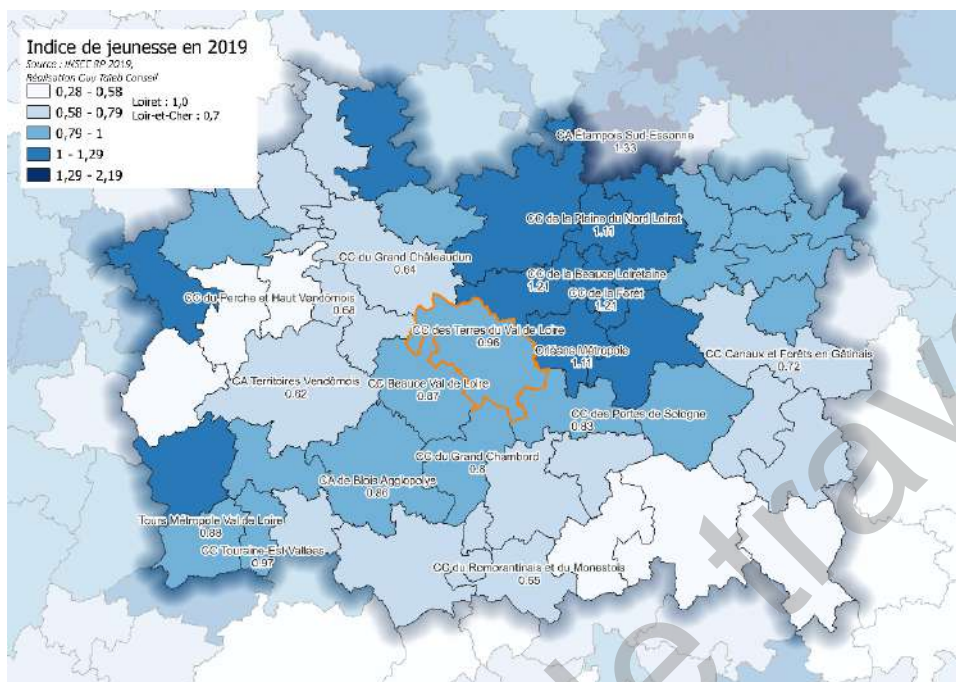 Indice de jeunesse en 2019
Source : INSEE RP 2019,
Réalisation Guy Taieb Conseil
0,28 - 0,58
0,58 - 0,79
0,79 - 1
1 - 1,29
1,29 - 2,19
Loiret : 1,0
Loir-et-Cher : 0,7
CA Étampois Sud-Essonne
1.33
CC de la Plaine du Nord Loiret
1.11
CC du Grand Châteaudun
0.64
CC de la Beauce Loirétaine
1.21
CC de la Forêt
1.21
CC du Perche et Haut Vendômois
0.68
CC des Terres du Val de Loire
0.96
Orléans Métropole
1.11
CC Canaux et Forêts en Gâtinais
0.72
CA Territoires Vendômois
0.62
CC Beauce Val de Loire
0.87
CC des Portes de Sologne
0.83
CC du Grand Chambord
0.8
CA de Blois Agglopolys
0.86
Tours Métropole Val de Loire
0.88
CC Touraine-Est Vallées
0.97
CC du Romorantinais et du Monestois
0.65
de trav